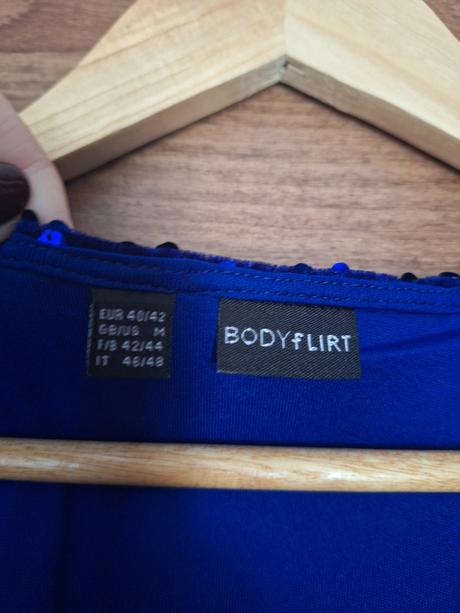 EUR 40/42
GB/US M
F/B 42/44
IT 46/48
BODYfLIRT